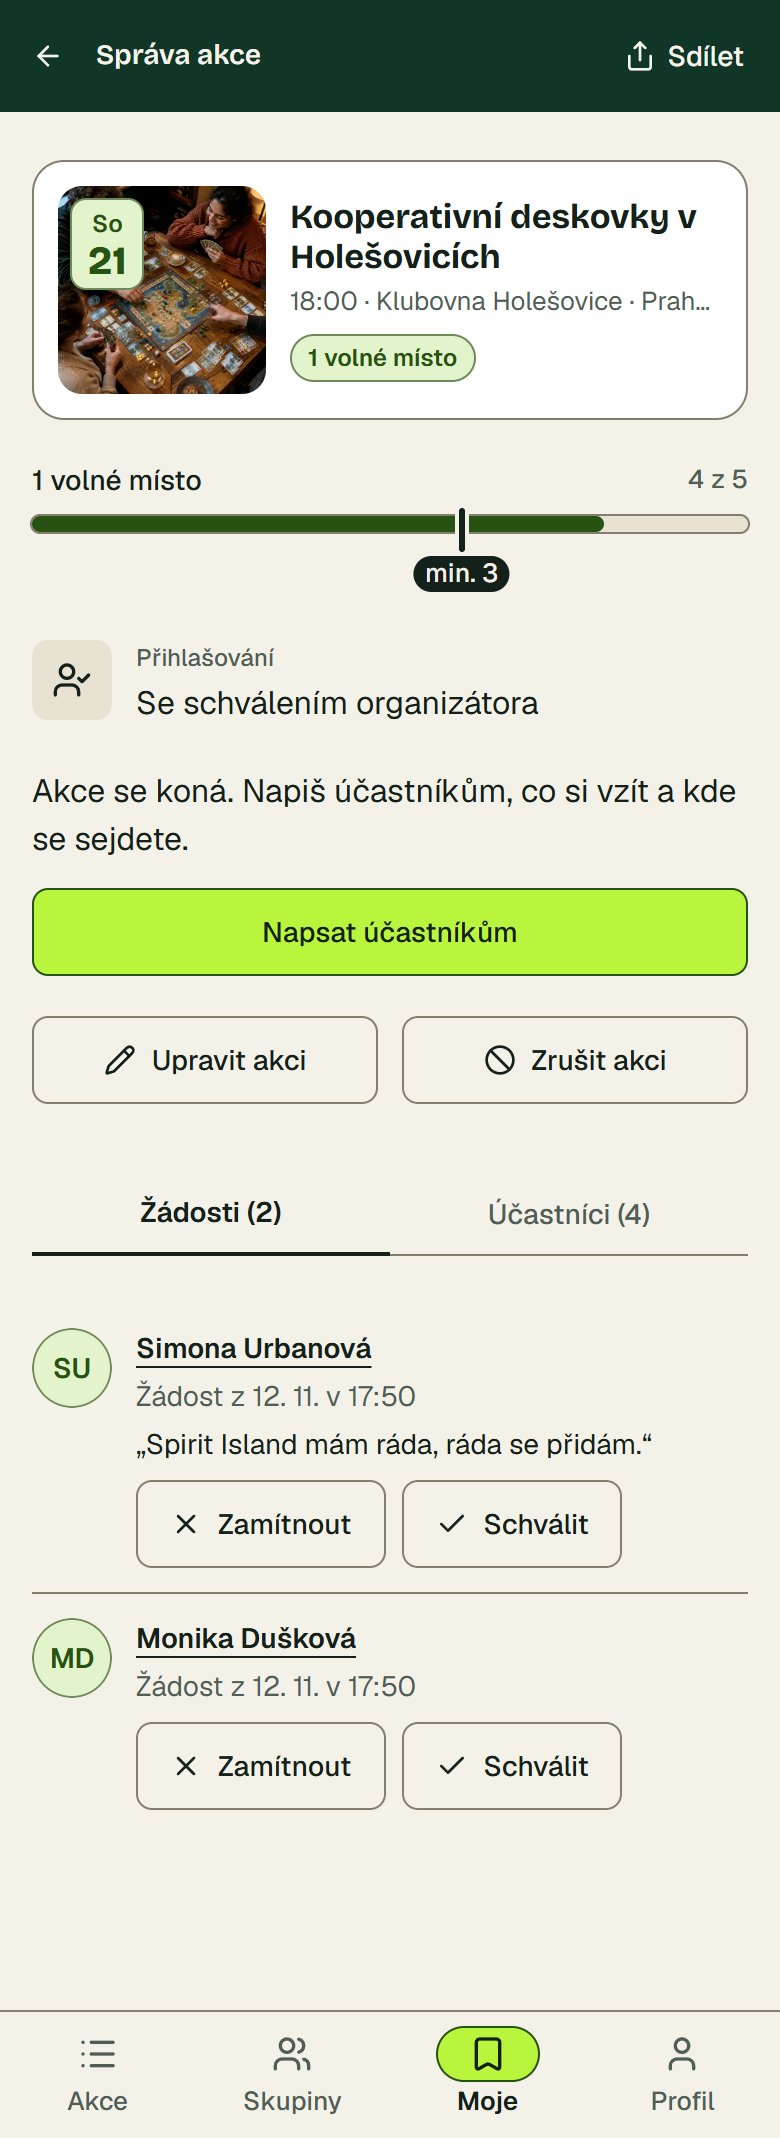 Správa akce
Sdílet
So
21
Kooperativní deskovky v
Holešovicích
18:00 · Klubovna Holešovice · Prah…
1 volné místo
1 volné místo
4 z 5
min. 3
Přihlašování
Se schválením organizátora
Akce se koná. Napiš účastníkům, co si vzít a kde
se sejdete.
Napsat účastníkům
Upravit akci
Zrušit akci
Žádosti (2)
Účastníci (4)
SU
Simona Urbanová
Žádost z 12. 11. v 17:50
„Spirit Island mám ráda, ráda se přidám.“
Zamítnout
Schválit
MD
Monika Dušková
Žádost z 12. 11. v 17:50
Zamítnout
Schválit
Akce
Skupiny
Moje
Profil